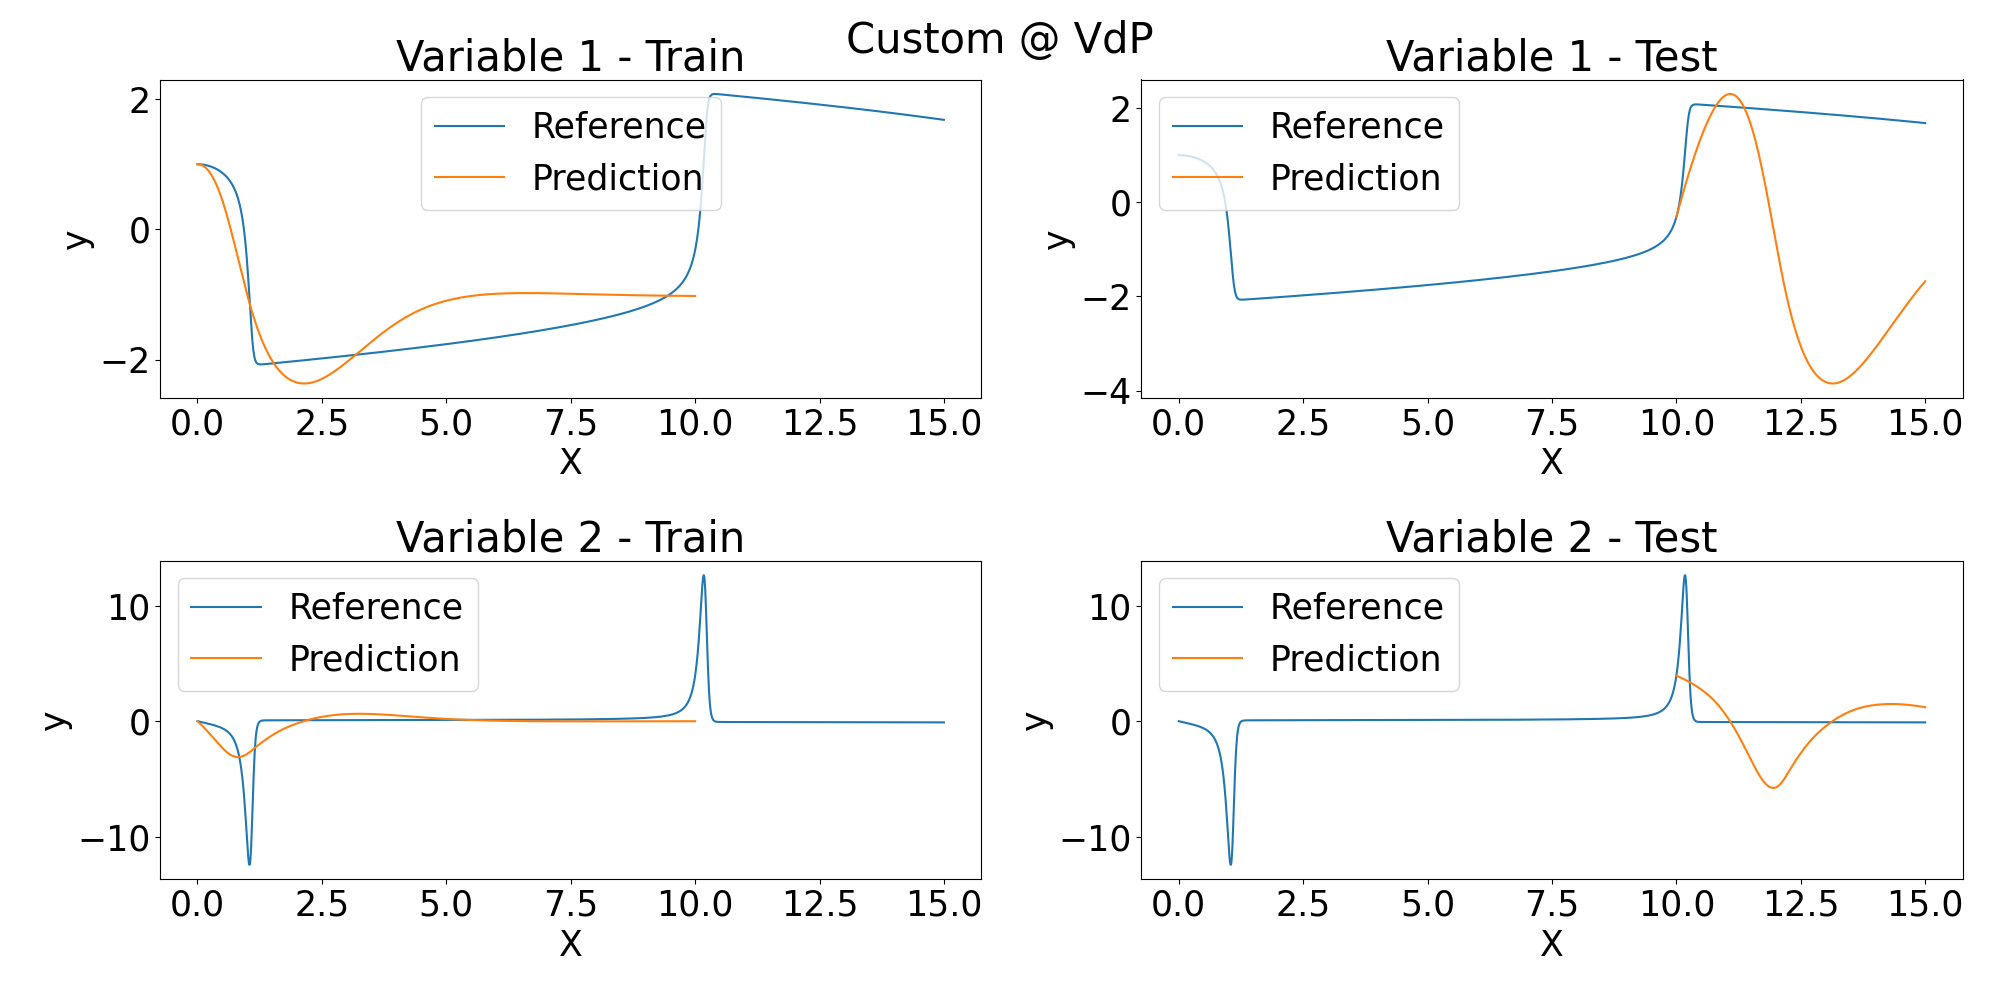 Custom @ VdP
Variable 1 - Train
2
0
−2
y
Reference
Prediction
0.0 2.5 5.0 7.5 10.0 12.5 15.0
X
Variable 1 - Test
2
0
−2
−4
y
Reference
Prediction
0.0 2.5 5.0 7.5 10.0 12.5 15.0
X
Variable 2 - Train
10
0
−10
y
Reference
Prediction
0.0 2.5 5.0 7.5 10.0 12.5 15.0
X
Variable 2 - Test
10
0
−10
y
Reference
Prediction
0.0 2.5 5.0 7.5 10.0 12.5 15.0
X